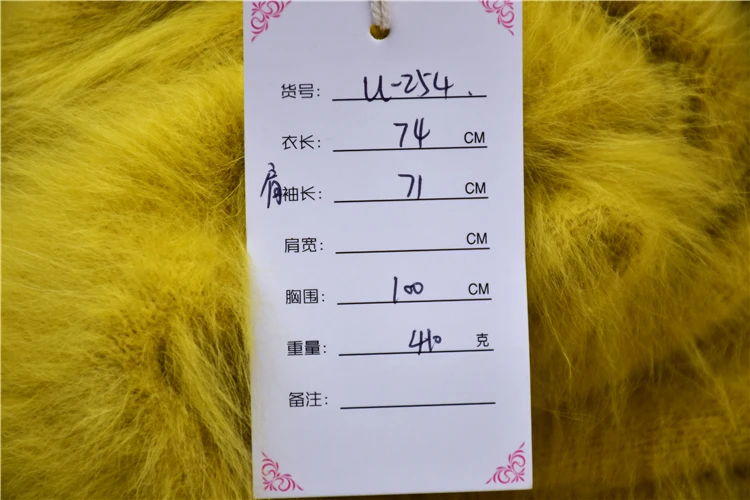 货号: U-254.
衣长: 74 CM
肩袖长: 71 CM
肩宽: CM
胸围: 100 CM
重量: 410 克
备注: